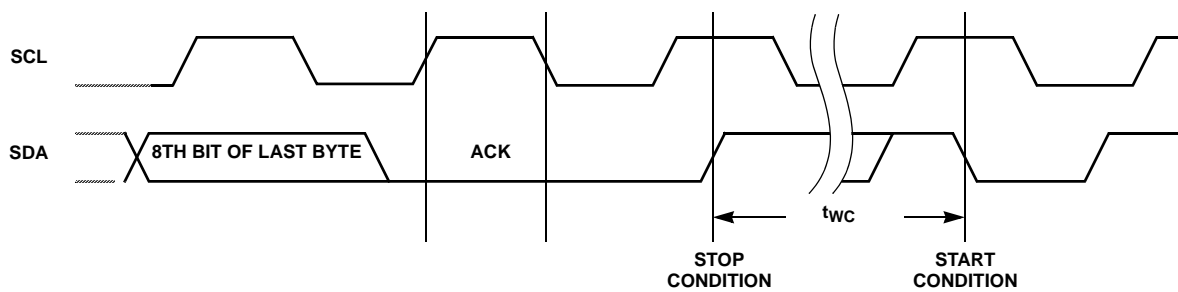 SCL
SDA
8TH BIT OF LAST BYTE
ACK
tWC
STOP
CONDITION
START
CONDITION